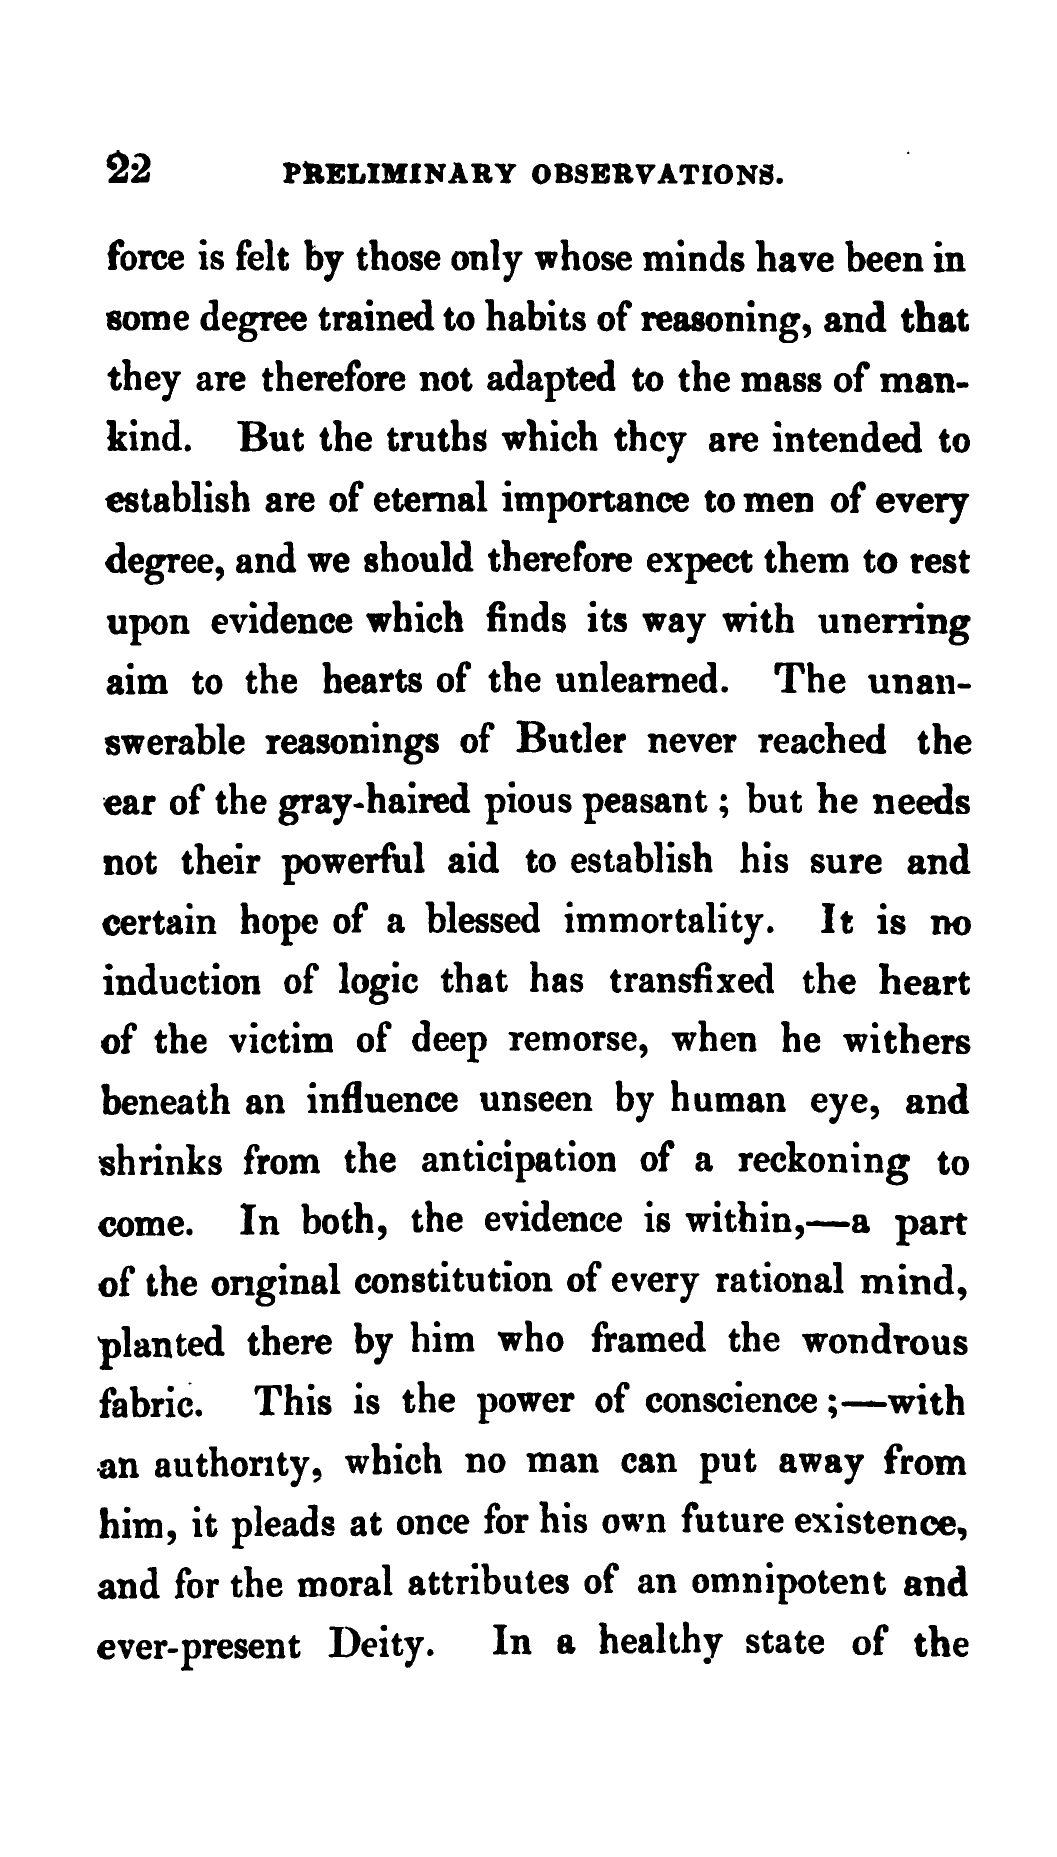 22 PRELIMINARY OBSERVATIONS.
force is felt by those only whose minds have been in
some degree trained to habits of reasoning, and that
they are therefore not adapted to the mass of man-
kind. But the truths which they are intended to
establish are of eternal importance to men of every
degree, and we should therefore expect them to rest
upon evidence which finds its way with unerring
aim to the hearts of the unlearned. The unan-
swerable reasonings of Butler never reached the
ear of the gray-haired pious peasant ; but he needs
not their powerful aid to establish his sure and
certain hope of a blessed immortality. It is no
induction of logic that has transfixed the heart
of the victim of deep remorse, when he withers
beneath an influence unseen by human eye, and
shrinks from the anticipation of a reckoning to
come. In both, the evidence is within,—a part
of the original constitution of every rational mind,
planted there by him who framed the wondrous
fabric. This is the power of conscience ;—with
an authority, which no man can put away from
him, it pleads at once for his own future existence,
and for the moral attributes of an omnipotent and
ever-present Deity. In a healthy state of the